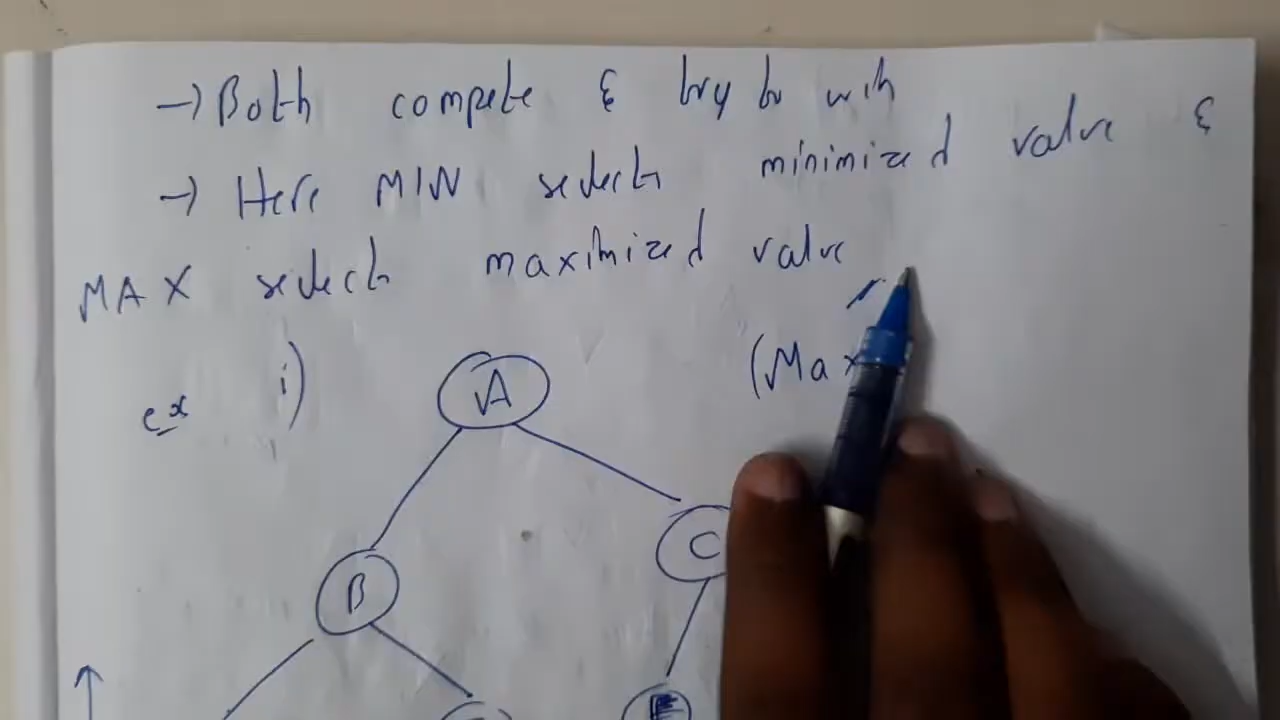 → Both compete & try to win
→ Here MIN selects minimized value &
MAX selects maximized value
ex i) A (Max
C
B